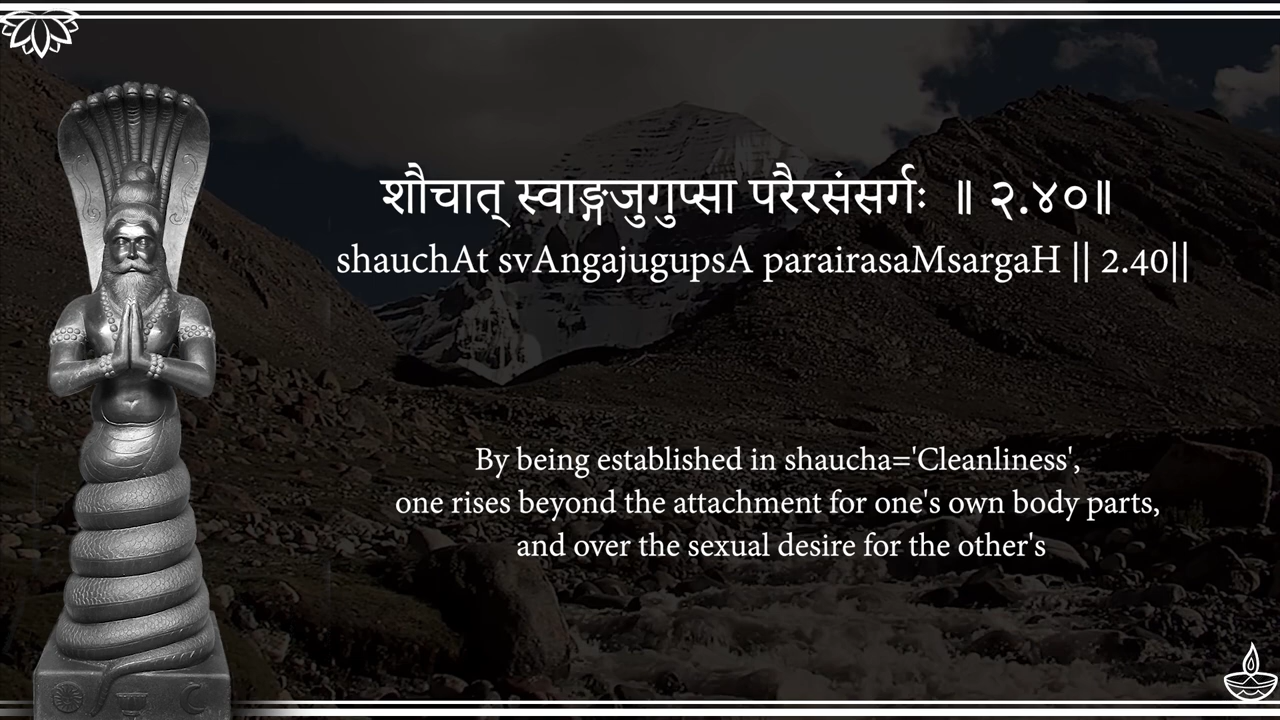 शौचात् स्वाङ्गजुगुप्सा परैरसंसर्गः ॥ २.४०॥
shauchAt svAngajugupsA parairasaMsargaH || 2.40||
By being established in shaucha='Cleanliness',
one rises beyond the attachment for one's own body parts,
and over the sexual desire for the other's